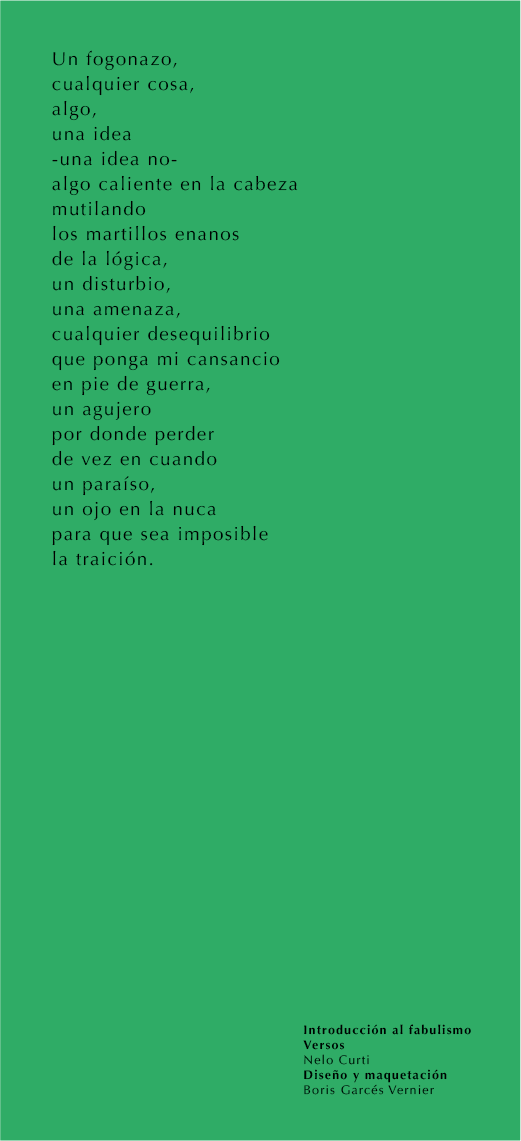 Un fogonazo,
cualquier cosa,
algo,
una idea
-una idea no-
algo caliente en la cabeza
mutilando
los martillos enanos
de la lógica,
un disturbio,
una amenaza,
cualquier desequilibrio
que ponga mi cansancio
en pie de guerra,
un agujero
por donde perder
de vez en cuando
un paraíso,
un ojo en la nuca
para que sea imposible
la traición.
Introducción al fabulismo
Versos
Nelo Curti
Diseño y maquetación
Boris Garcés Vernier